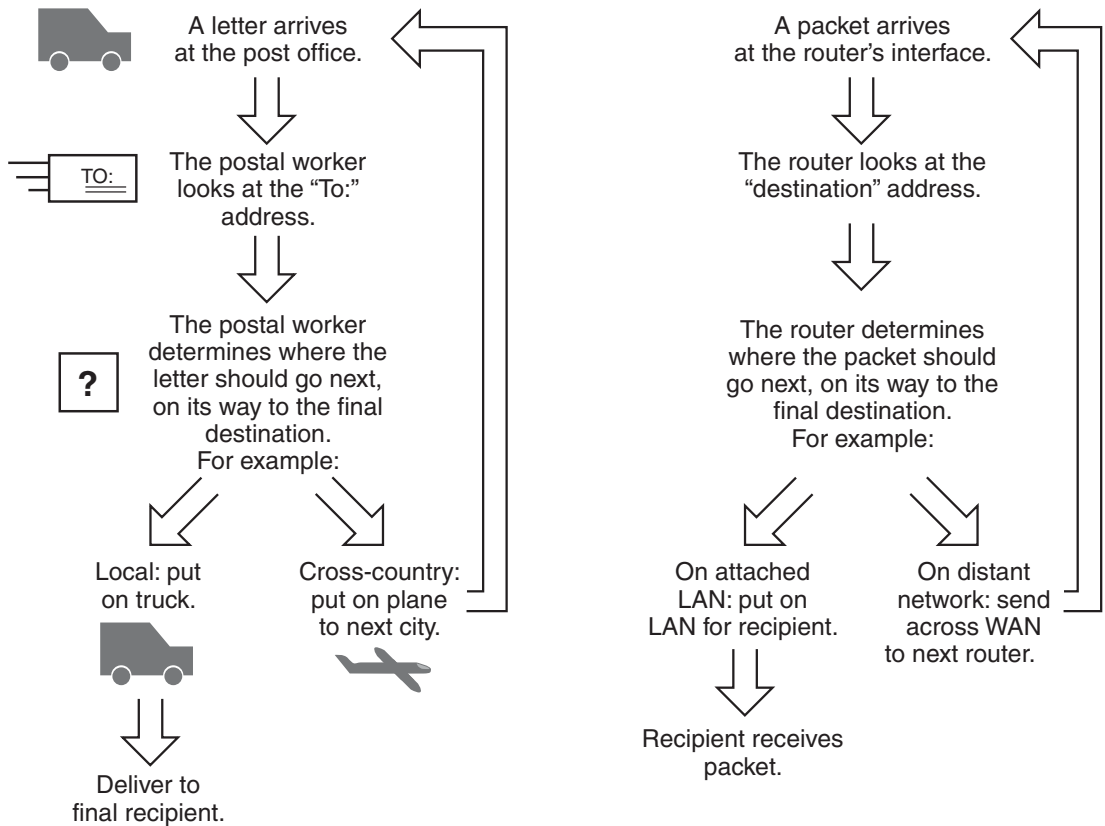 A letter arrives
at the post office.
TO:
The postal worker
looks at the “To:”
address.
?
The postal worker
determines where the
letter should go next,
on its way to the final
destination.
For example:
Local: put
on truck.
Cross-country:
put on plane
to next city.
Deliver to
final recipient.
A packet arrives
at the router’s interface.
The router looks at the
“destination” address.
The router determines
where the packet should
go next, on its way to the
final destination.
For example:
On attached
LAN: put on
LAN for recipient.
On distant
network: send
across WAN
to next router.
Recipient receives
packet.